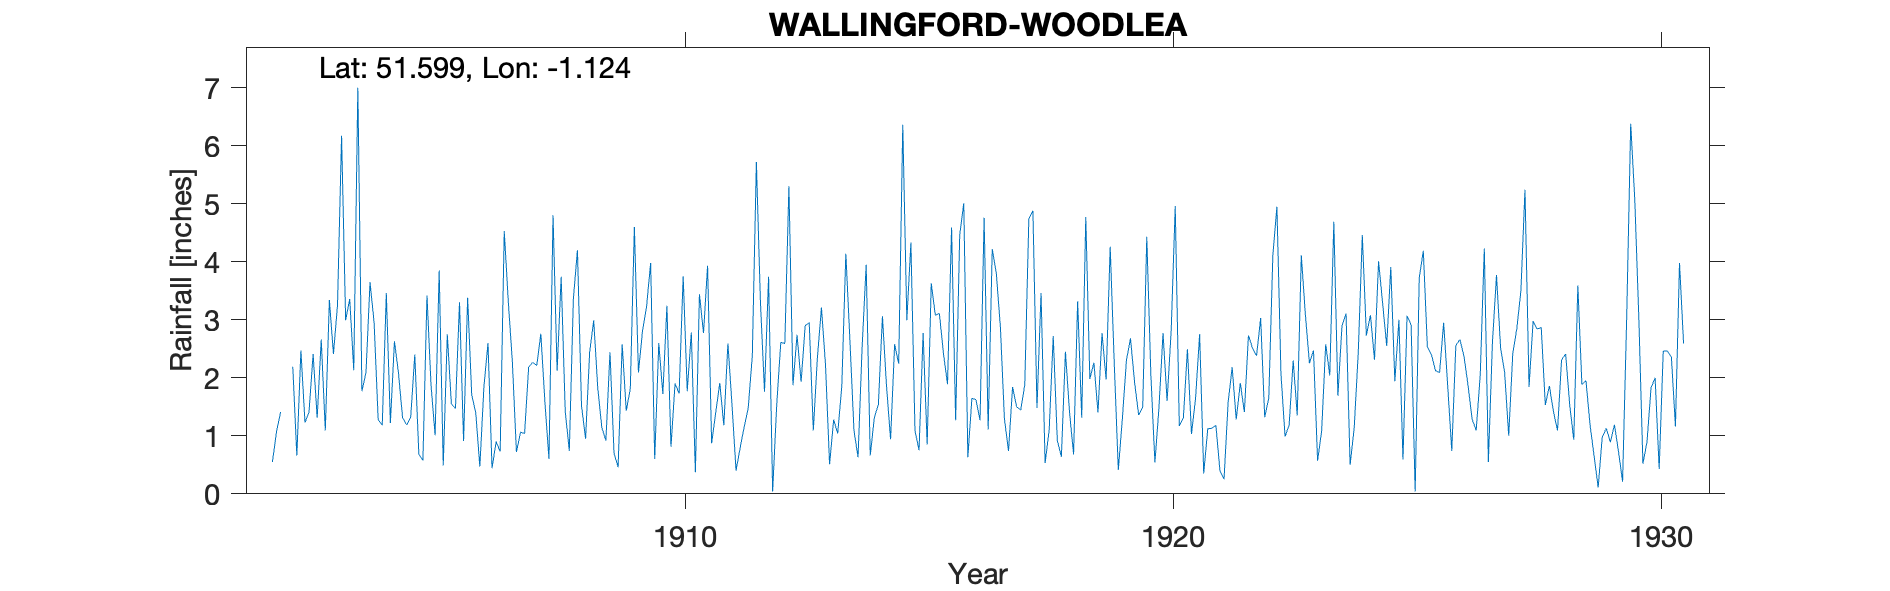 WALLINGFORD-WOODLEA
Lat: 51.599, Lon: -1.124
Rainfall [inches]
7
6
5
4
3
2
1
0
1910
1920
1930
Year